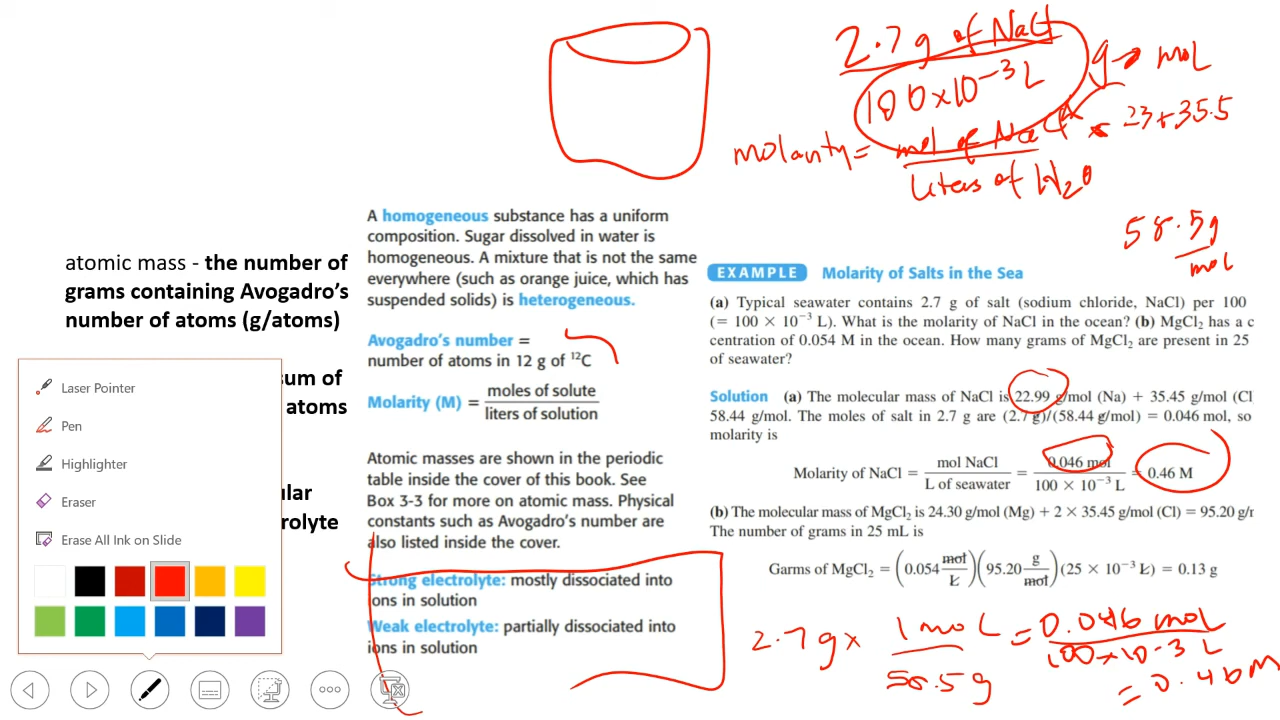 2.7 g of NaCl
100×10-3 L
g → mol
molarity = mol of NaCl
liters of H2O
23+35.5
58.5g
mol
atomic mass - the number of
grams containing Avogadro's
number of atoms (g/atoms)
sum of
atoms
ular
rolyte
Laser Pointer
Pen
Highlighter
Eraser
Erase All Ink on Slide
A homogeneous substance has a uniform
composition. Sugar dissolved in water is
homogeneous. A mixture that is not the same
everywhere (such as orange juice, which has
suspended solids) is heterogeneous.
Avogadro's number =
number of atoms in 12 g of ¹²C
Molarity (M) = moles of solute
liters of solution
Atomic masses are shown in the periodic
table inside the cover of this book. See
Box 3-3 for more on atomic mass. Physical
constants such as Avogadro's number are
also listed inside the cover.
Strong electrolyte: mostly dissociated into
ions in solution
Weak electrolyte: partially dissociated into
ions in solution
EXAMPLE Molarity of Salts in the Sea
(a) Typical seawater contains 2.7 g of salt (sodium chloride, NaCl) per 100
(= 100 × 10⁻³ L). What is the molarity of NaCl in the ocean? (b) MgCl₂ has a c
centration of 0.054 M in the ocean. How many grams of MgCl₂ are present in 25
of seawater?
Solution (a) The molecular mass of NaCl is 22.99 g/mol (Na) + 35.45 g/mol (Cl
58.44 g/mol. The moles of salt in 2.7 g are (2.7 g)/(58.44 g/mol) = 0.046 mol, so
molarity is
Molarity of NaCl = mol NaCl / L of seawater = 0.046 mol / 100 × 10⁻³ L = 0.46 M
(b) The molecular mass of MgCl₂ is 24.30 g/mol (Mg) + 2 × 35.45 g/mol (Cl) = 95.20 g/r
The number of grams in 25 mL is
Garms of MgCl₂ = (0.054 mol/L)(95.20 g/mol)(25 × 10⁻³ L) = 0.13 g
2.7 g × 1 mol / 58.5 g = 0.046 mol
100×10-3 L
= 0.46M